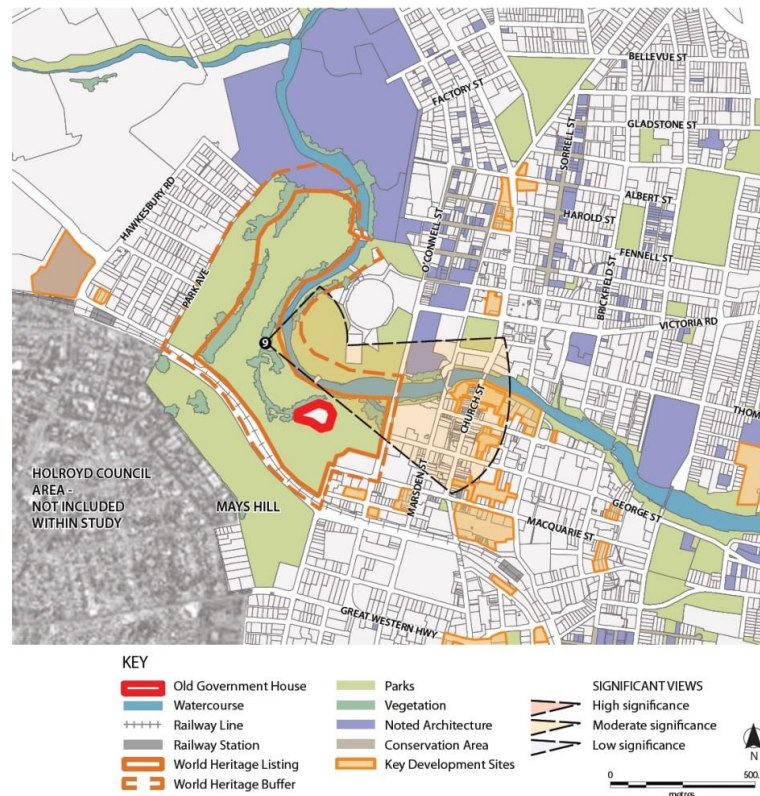 BELLEVUE ST
FACTORY ST
GLADSTONE ST
SORRELL ST
ALBERT ST
HAWKESBURY RD
O'CONNELL ST
HAROLD ST
FENNELL ST
PARK AVE
BRICKFIELD ST
VICTORIA RD
9
CHURCH ST
HOLROYD COUNCIL
AREA -
NOT INCLUDED
WITHIN STUDY
MAYS HILL
MARSDEN ST
GEORGE ST
MACQUARIE ST
GREAT WESTERN HWY
KEY
Old Government House
Watercourse
Railway Line
Railway Station
World Heritage Listing
World Heritage Buffer
Parks
Vegetation
Noted Architecture
Conservation Area
Key Development Sites
SIGNIFICANT VIEWS
High significance
Moderate significance
Low significance
N
0
500